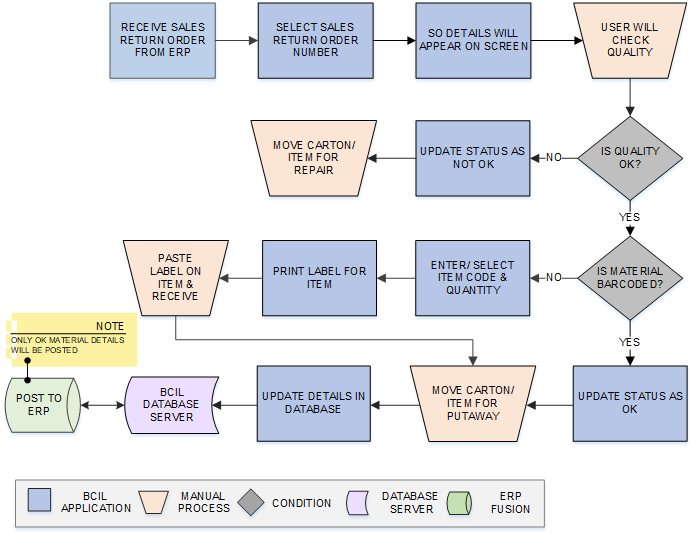 RECEIVE SALES
RETURN ORDER
FROM ERP
SELECT SALES
RETURN ORDER
NUMBER
SO DETAILS WILL
APPEAR ON SCREEN
USER WILL
CHECK
QUALITY
MOVE CARTON/
ITEM FOR
REPAIR
UPDATE STATUS AS
NOT OK
NO
IS QUALITY
OK?
YES
PASTE
LABEL ON
ITEM &
RECEIVE
PRINT LABEL FOR
ITEM
ENTER/ SELECT
ITEM CODE &
QUANTITY
NO
IS MATERIAL
BARCODED?
YES
NOTE
ONLY OK MATERIAL DETAILS
WILL BE POSTED
POST TO
ERP
BCIL
DATABASE
SERVER
UPDATE DETAILS IN
DATABASE
MOVE CARTON/
ITEM FOR
PUTAWAY
UPDATE STATUS AS
OK
BCIL
APPLICATION
MANUAL
PROCESS
CONDITION
DATABASE
SERVER
ERP
FUSION